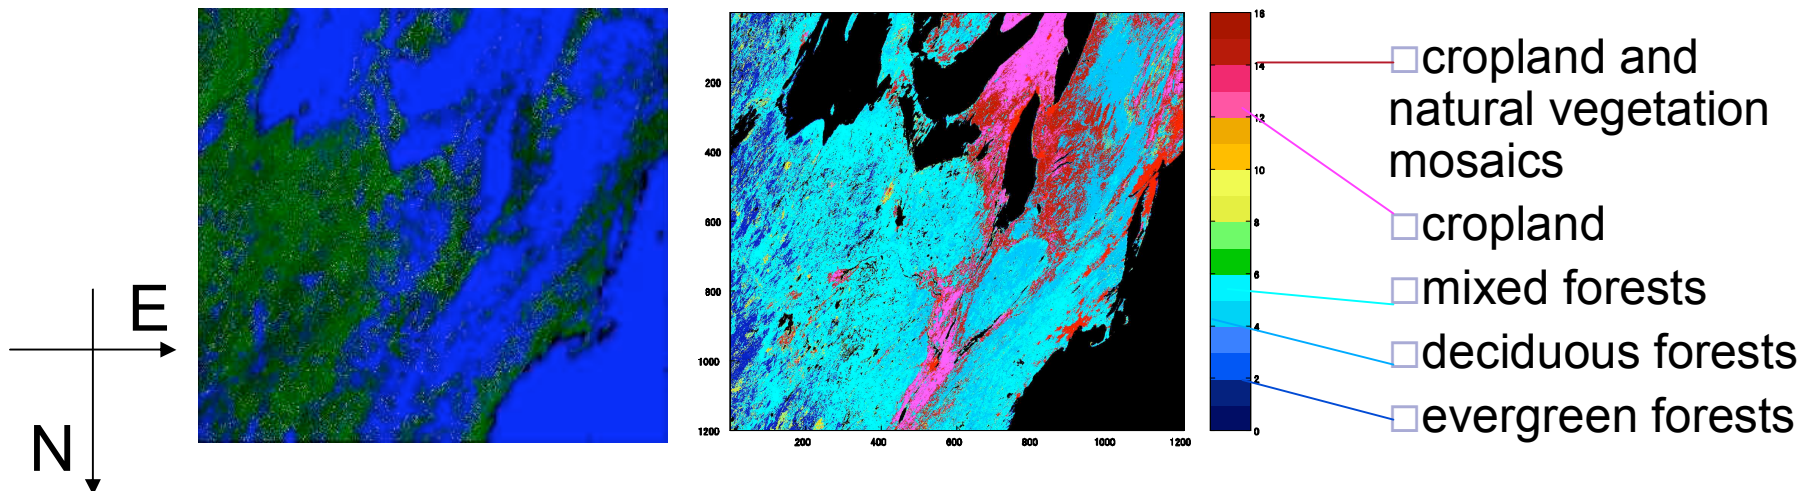 E
N
200
400
600
800
1000
1200
200
400
600
800
1000
1200
16
14
12
10
8
6
4
2
0
cropland and
natural vegetation
mosaics
cropland
mixed forests
deciduous forests
evergreen forests